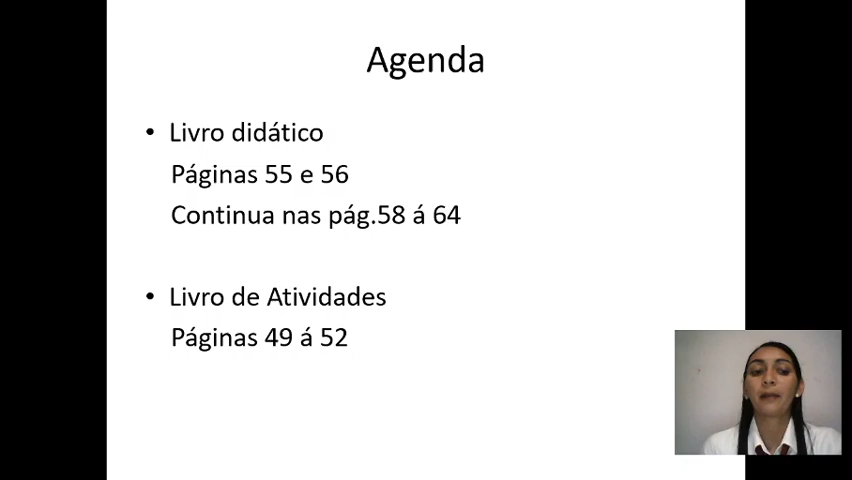 Agenda
• Livro didático
Páginas 55 e 56
Continua nas pág.58 á 64
• Livro de Atividades
Páginas 49 á 52